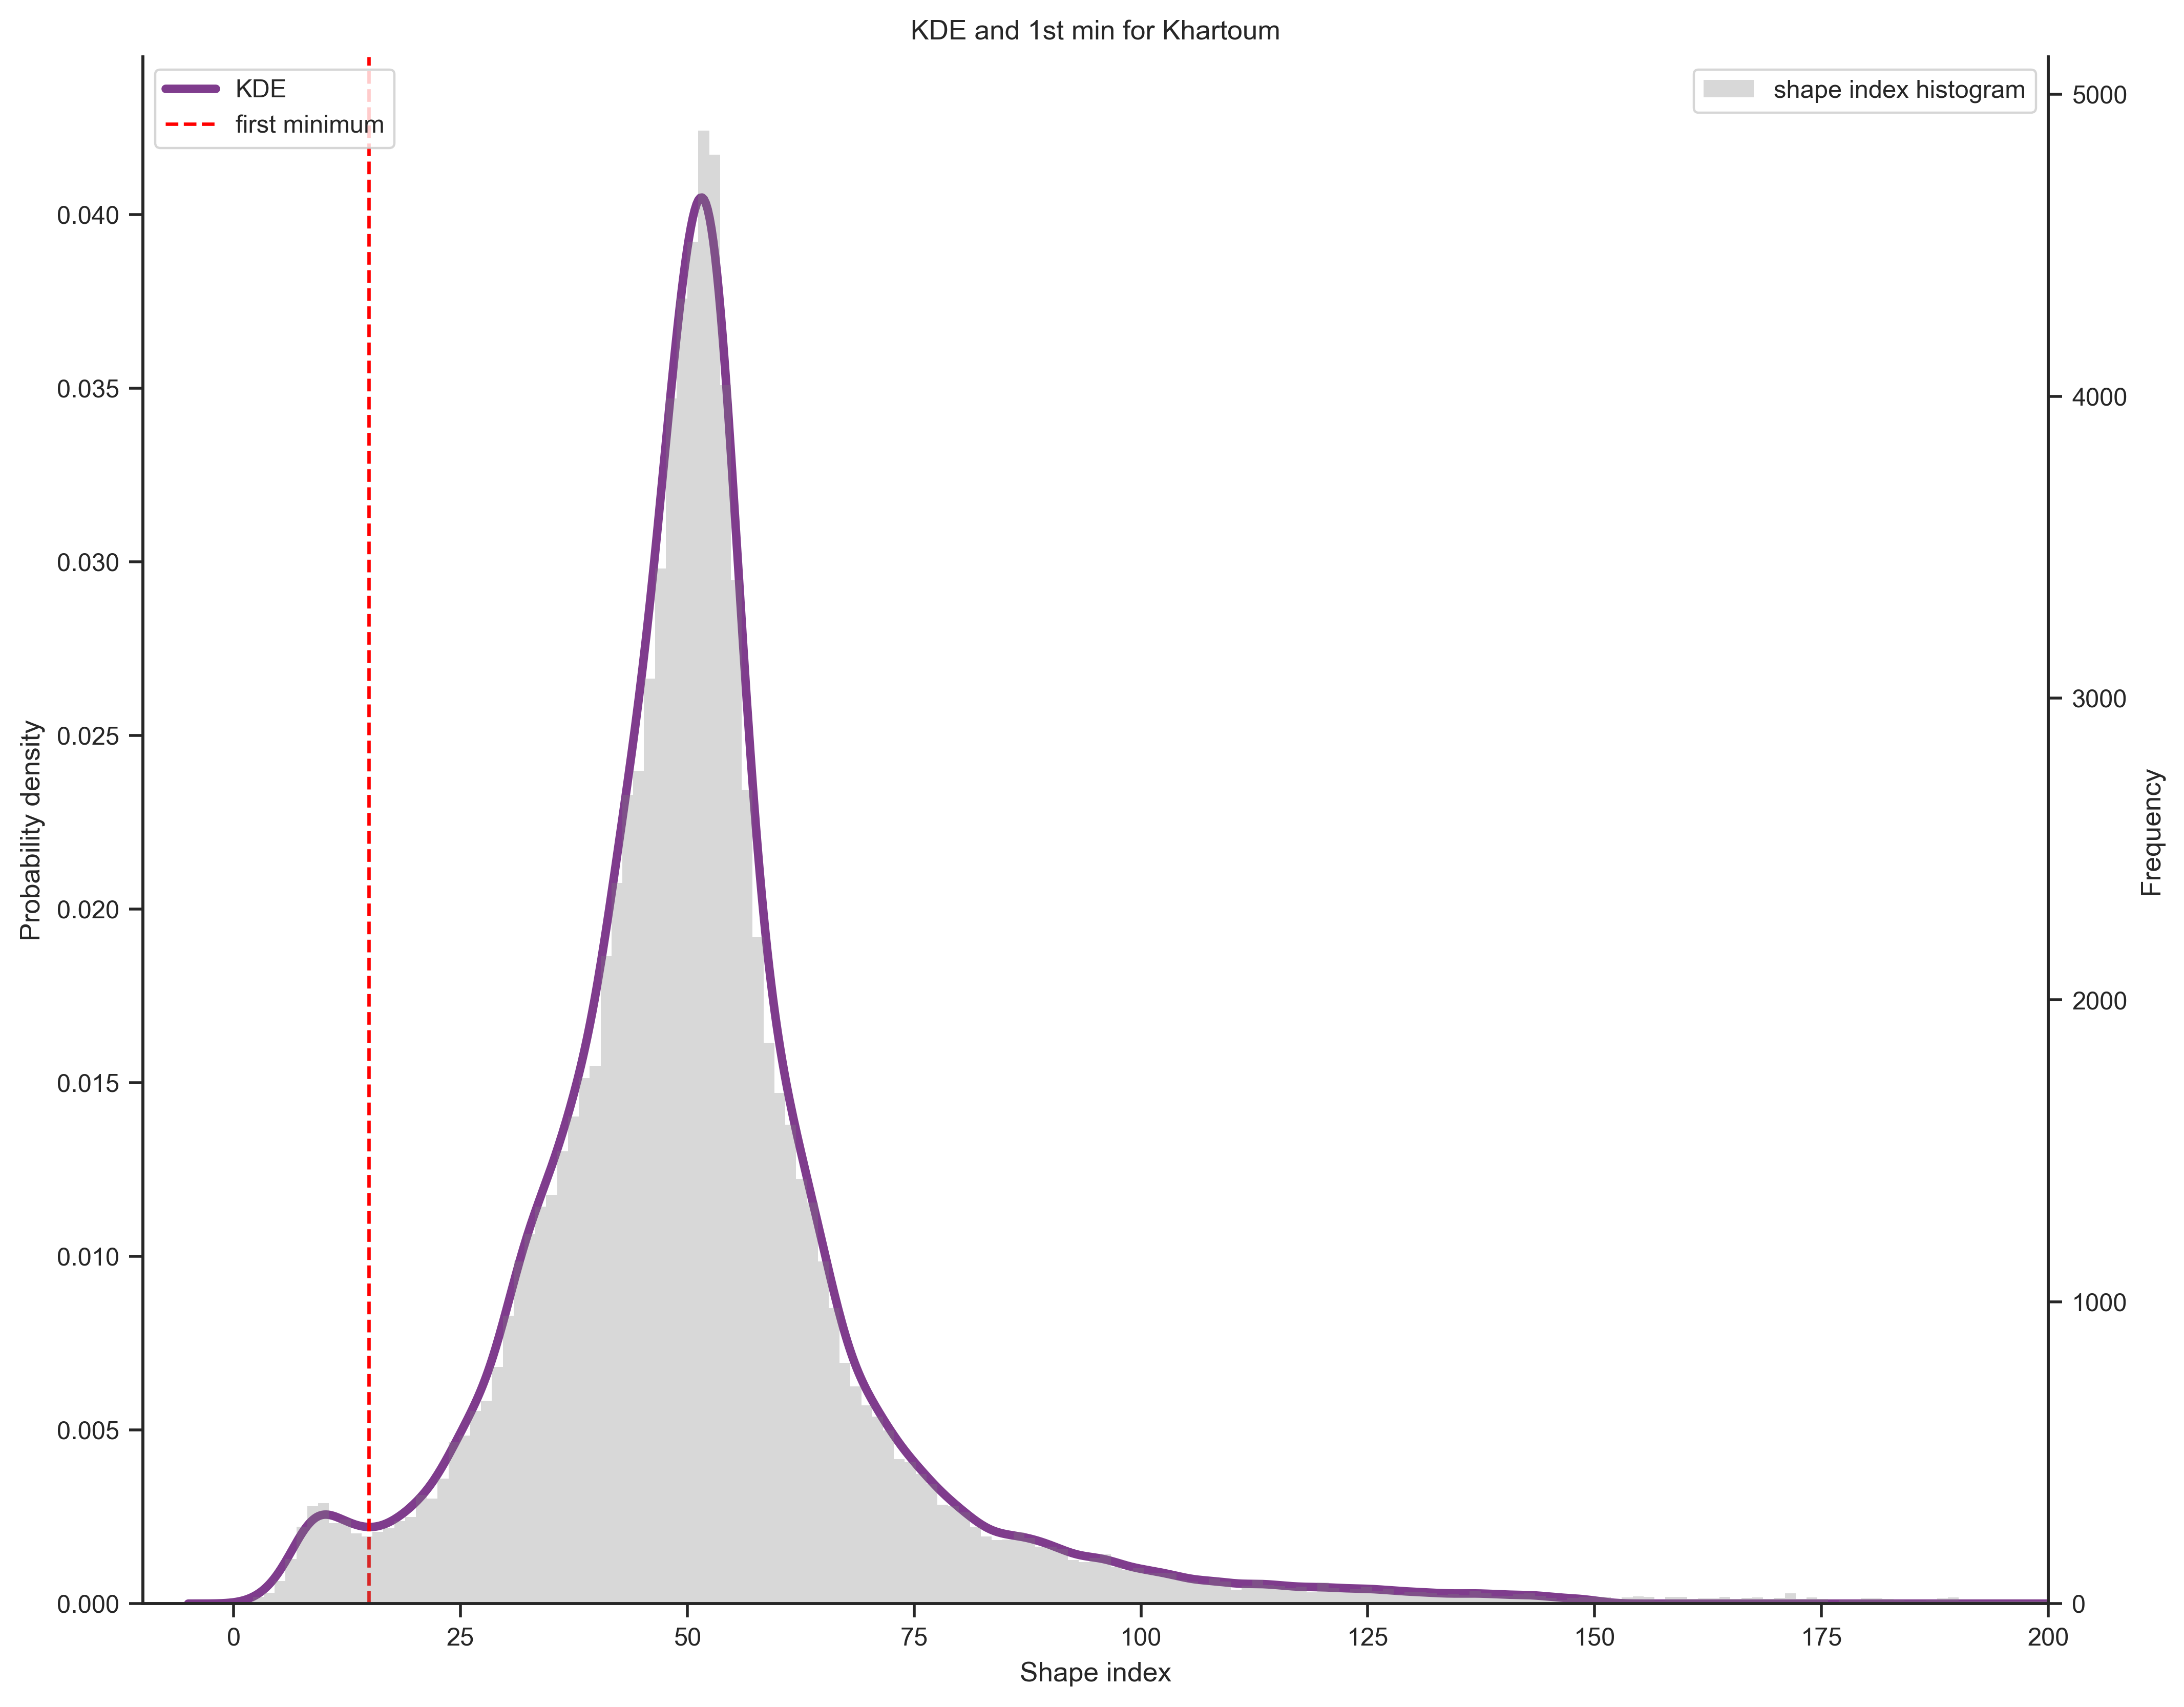 KDE and 1st min for Khartoum
KDE
first minimum
shape index histogram
Probability density
0.040
0.035
0.030
0.025
0.020
0.015
0.010
0.005
0.000
5000
4000
3000
2000
1000
0
Frequency
0 25 50 75 100 125 150 175 200
Shape index